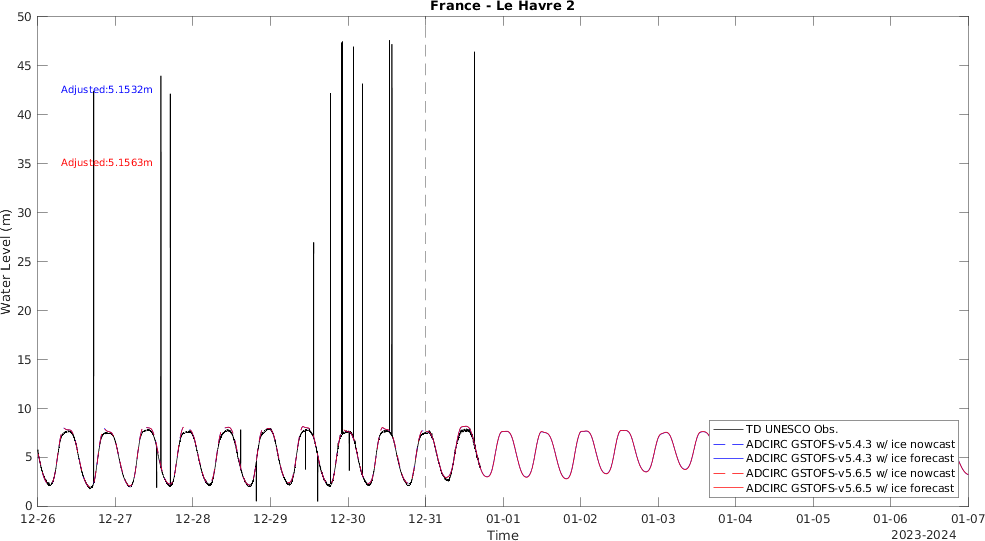 France - Le Havre 2
50
45
40
35
30
25
20
15
10
5
0
Water Level (m)
Adjusted:5.1532m
Adjusted:5.1563m
TD UNESCO Obs.
ADCIRC GSTOFS-v5.4.3 w/ ice nowcast
ADCIRC GSTOFS-v5.4.3 w/ ice forecast
ADCIRC GSTOFS-v5.6.5 w/ ice nowcast
ADCIRC GSTOFS-v5.6.5 w/ ice forecast
12-26 12-27 12-28 12-29 12-30 12-31 01-01 01-02 01-03 01-04 01-05 01-06 01-07
Time
2023-2024